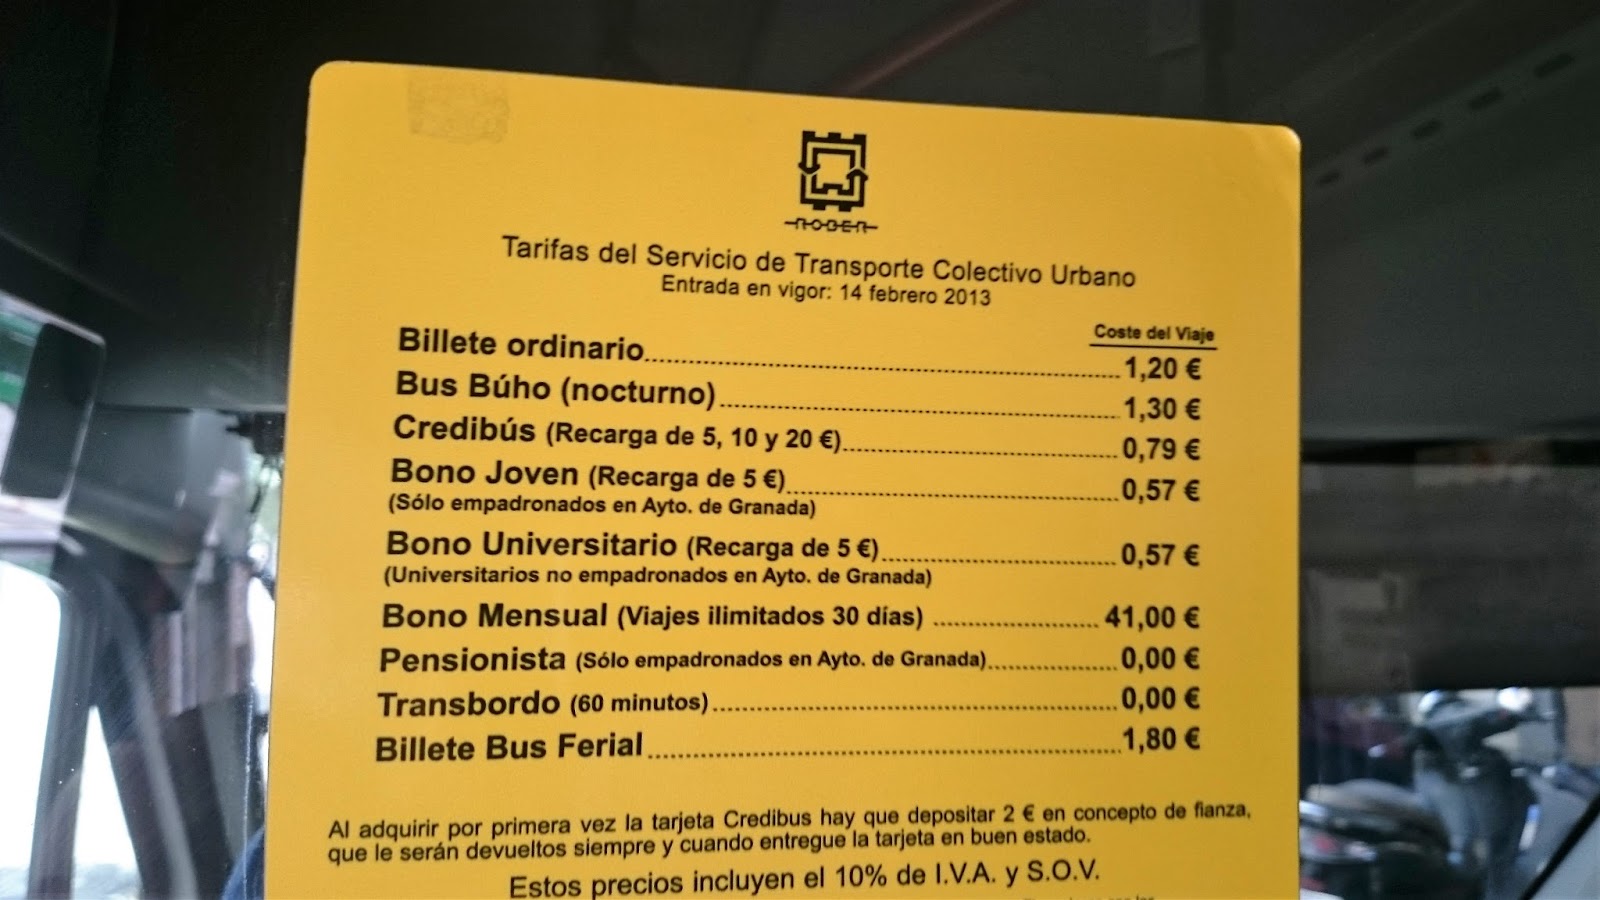 ROBER
Tarifas del Servicio de Transporte Colectivo Urbano
Entrada en vigor: 14 febrero 2013
Coste del Viaje
Billete ordinario 1,20 €
Bus Búho (nocturno) 1,30 €
Credibús (Recarga de 5, 10 y 20 €) 0,79 €
Bono Joven (Recarga de 5 €) 0,57 €
(Sólo empadronados en Ayto. de Granada)
Bono Universitario (Recarga de 5 €) 0,57 €
(Universitarios no empadronados en Ayto. de Granada)
Bono Mensual (Viajes ilimitados 30 días) 41,00 €
Pensionista (Sólo empadronados en Ayto. de Granada) 0,00 €
Transbordo (60 minutos) 0,00 €
Billete Bus Ferial 1,80 €
Al adquirir por primera vez la tarjeta Credibus hay que depositar 2 € en concepto de fianza,
que le serán devueltos siempre y cuando entregue la tarjeta en buen estado.
Estos precios incluyen el 10% de I.V.A. y S.O.V.